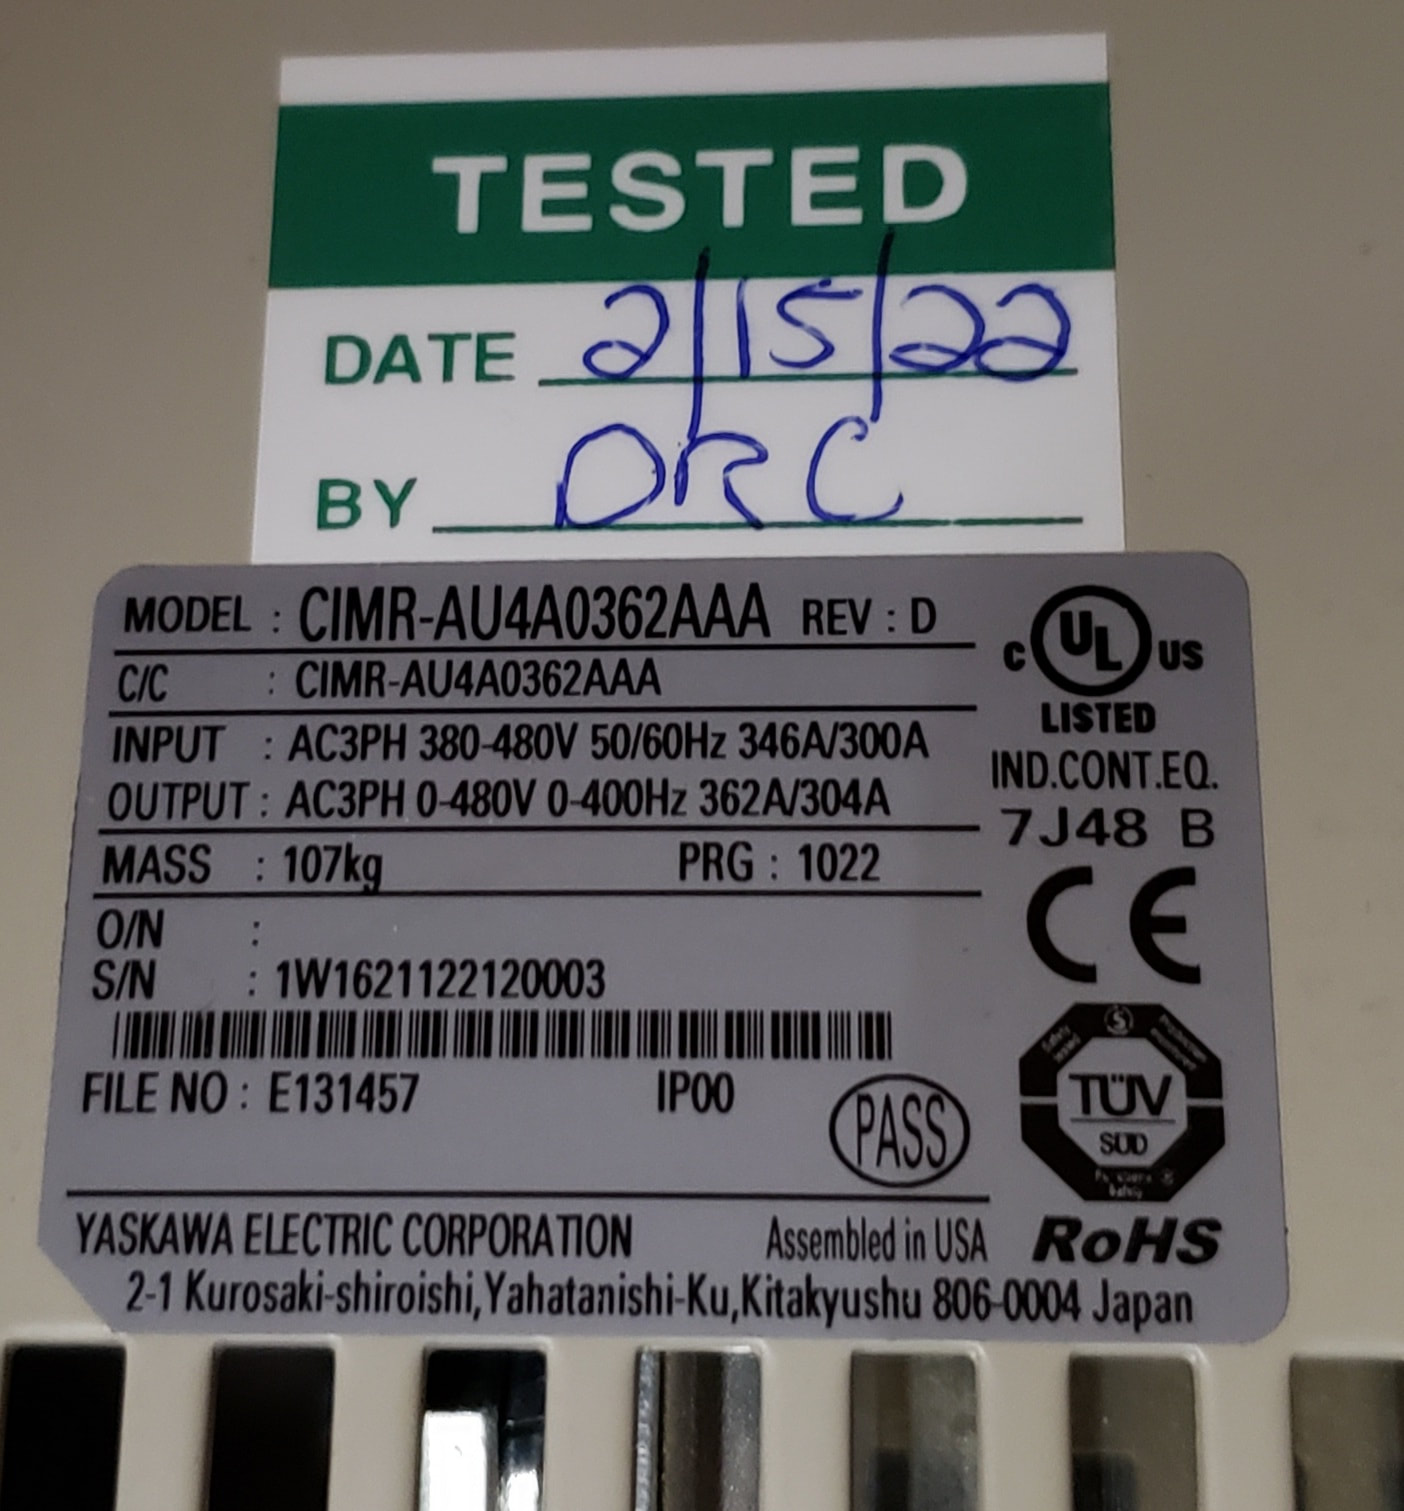 TESTED
DATE 2/15/22
BY DRC
MODEL : CIMR-AU4A0362AAA REV : D
C/C : CIMR-AU4A0362AAA
INPUT : AC3PH 380-480V 50/60Hz 346A/300A
OUTPUT : AC3PH 0-480V 0-400Hz 362A/304A
MASS : 107kg PRG : 1022
O/N :
S/N : 1W1621122120003
FILE NO : E131457 IP00
PASS
YASKAWA ELECTRIC CORPORATION Assembled in USA
2-1 Kurosaki-shiroishi,Yahatanishi-Ku,Kitakyushu 806-0004 Japan
C UL US
LISTED
IND.CONT.EQ.
7J48 B
CE
TÜV
SÜD
RoHS